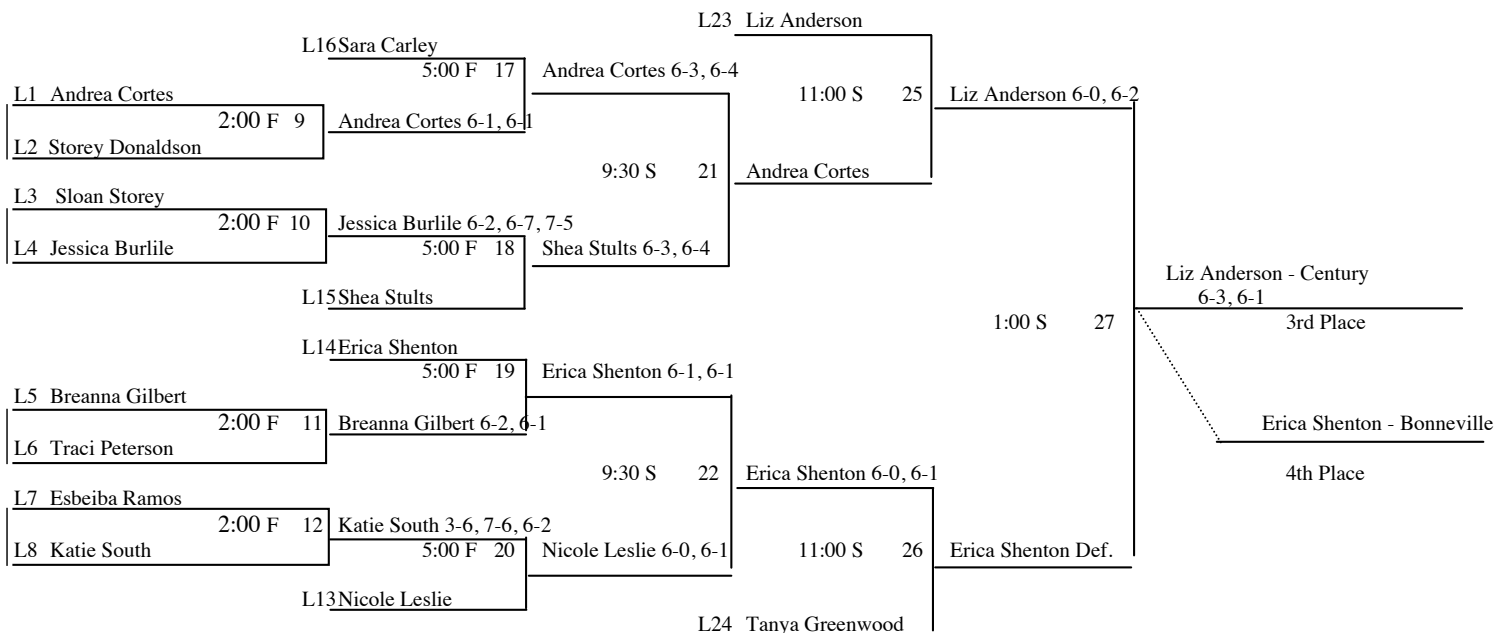 L23 Liz Anderson
L16 Sara Carley
5:00 F 17
Andrea Cortes 6-3, 6-4
L1 Andrea Cortes
11:00 S 25
Liz Anderson 6-0, 6-2
2:00 F 9
Andrea Cortes 6-1, 6-1
L2 Storey Donaldson
9:30 S 21
Andrea Cortes
L3 Sloan Storey
2:00 F 10
Jessica Burlile 6-2, 6-7, 7-5
L4 Jessica Burlile
5:00 F 18
Shea Stults 6-3, 6-4
Liz Anderson - Century
6-3, 6-1
L15 Shea Stults
1:00 S 27
3rd Place
L14 Erica Shenton
5:00 F 19
Erica Shenton 6-1, 6-1
L5 Breanna Gilbert
2:00 F 11
Breanna Gilbert 6-2, 6-1
Erica Shenton - Bonneville
L6 Traci Peterson
9:30 S 22
Erica Shenton 6-0, 6-1
4th Place
L7 Esbeiba Ramos
2:00 F 12
Katie South 3-6, 7-6, 6-2
L8 Katie South
5:00 F 20
Nicole Leslie 6-0, 6-1
11:00 S 26
Erica Shenton Def.
L13 Nicole Leslie
L24 Tanya Greenwood